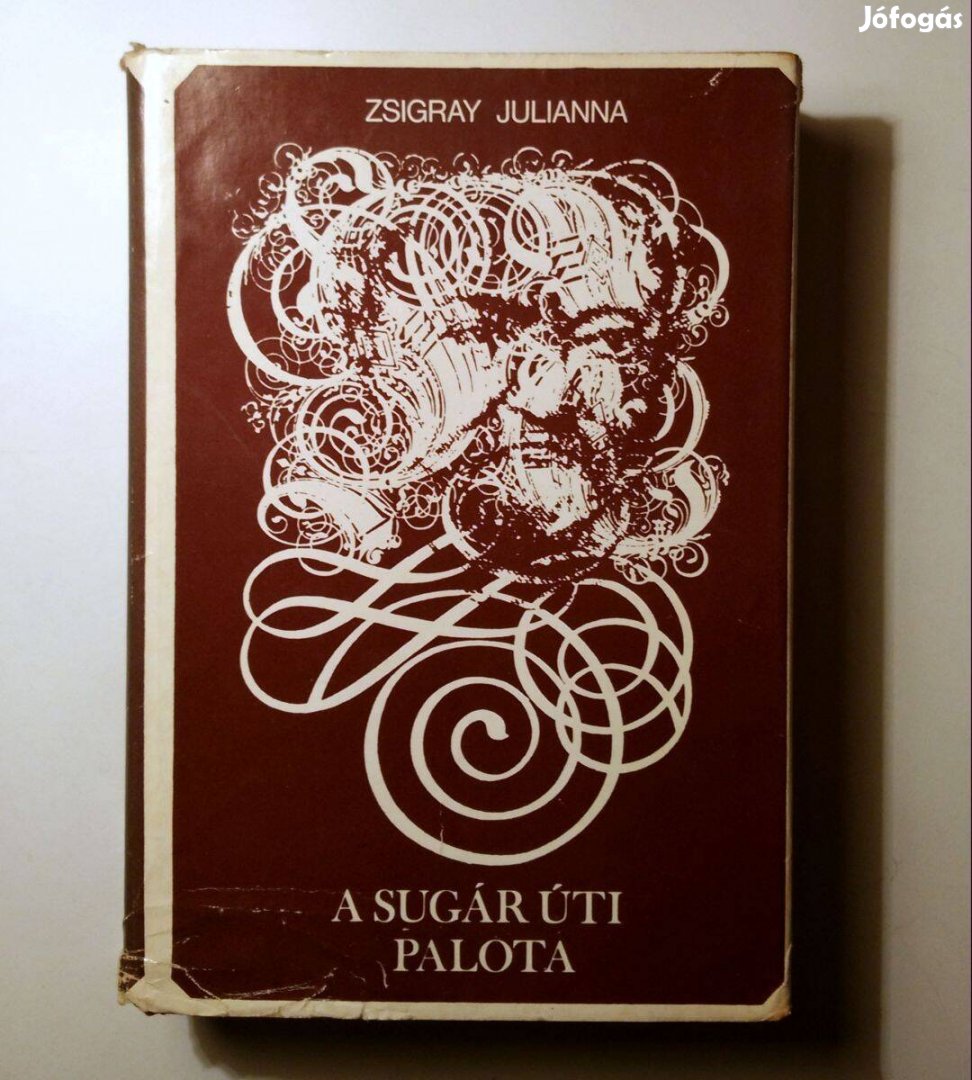 Jófogás
ZSIGRAY JULIANNA
A SUGÁR ÚTI
PALOTA